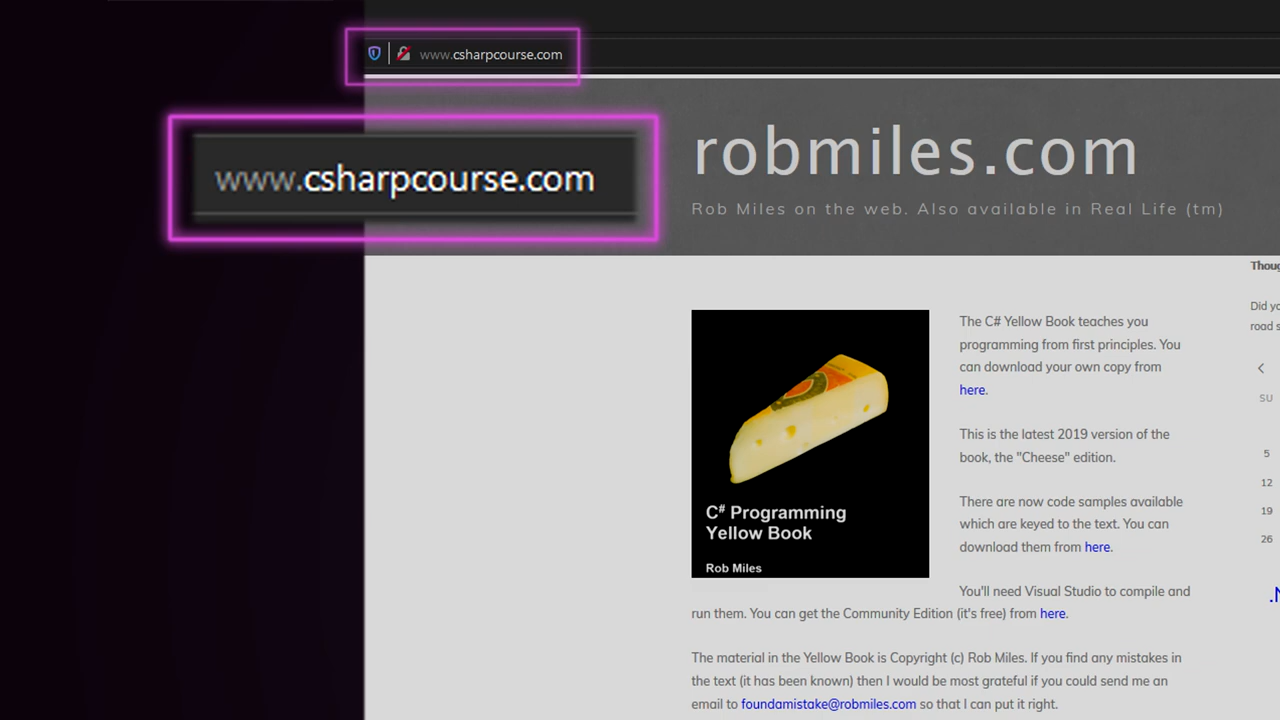 www.csharpcourse.com
www.csharpcourse.com
robmiles.com
Rob Miles on the web. Also available in Real Life (tm)
The C# Yellow Book teaches you
programming from first principles. You
can download your own copy from
here.
This is the latest 2019 version of the
book, the "Cheese" edition.
There are now code samples available
which are keyed to the text. You can
download them from here.
You'll need Visual Studio to compile and
run them. You can get the Community Edition (it's free) from here.
The material in the Yellow Book is Copyright (c) Rob Miles. If you find any mistakes in
the text (it has been known) then I would be most grateful if you could send me an
email to foundamistake@robmiles.com so that I can put it right.
C# Programming
Yellow Book
Rob Miles
Did
road
SU
5
12
19
26